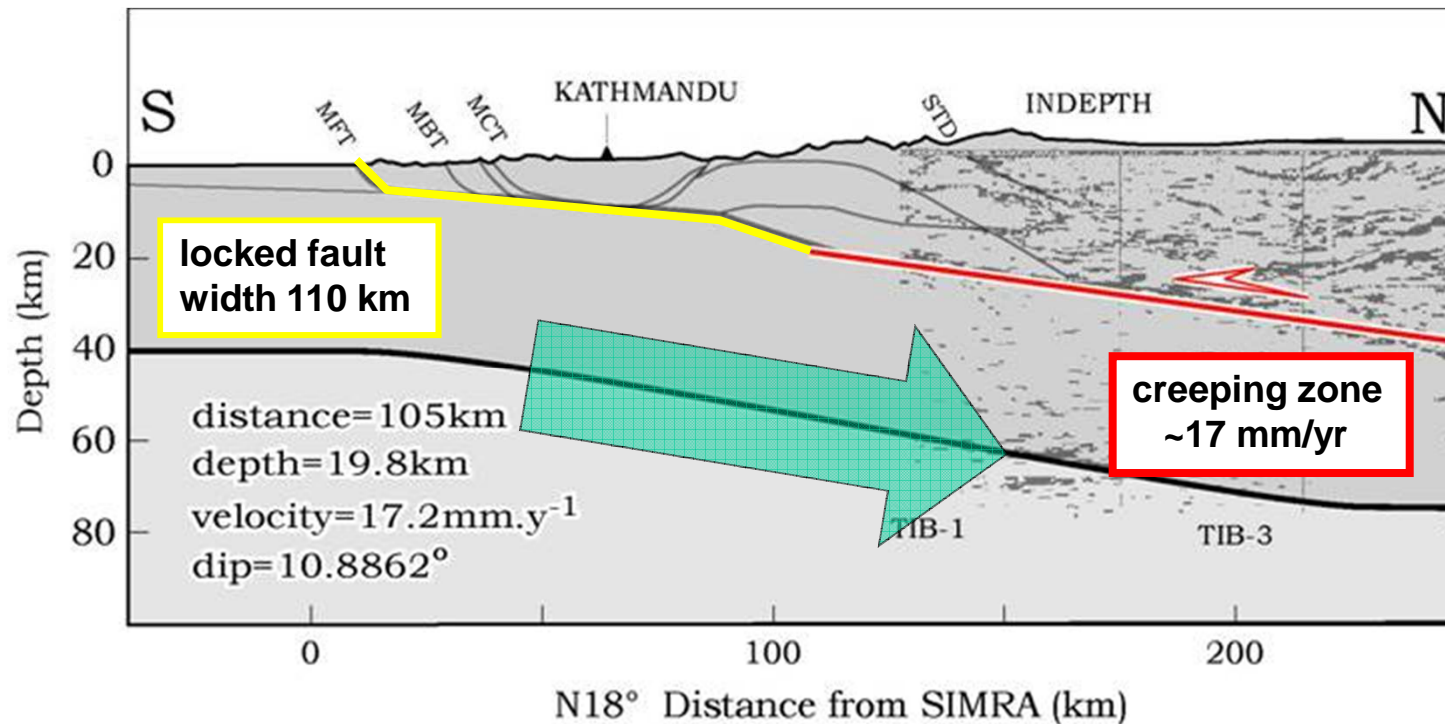 S
MFT
MBT
MCT
KATHMANDU
STD
INDEPTH
N
0
20
40
60
80
Depth (km)
locked fault
width 110 km
creeping zone
~17 mm/yr
distance=105km
depth=19.8km
velocity=17.2mm.y-1
dip=10.8862°
TIB-1
TIB-3
0
100
200
N18° Distance from SIMRA (km)